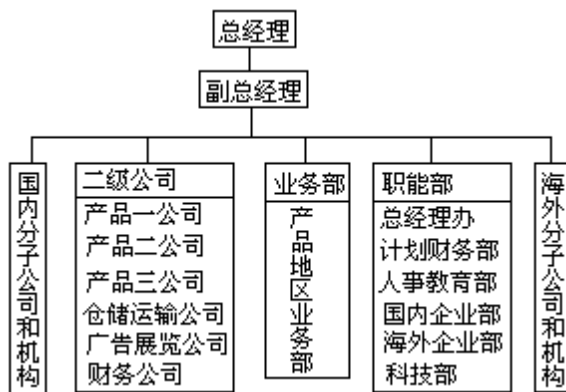 总经理
副总经理
国内分子公司和机构
二级公司
产品一公司
产品二公司
产品三公司
仓储运输公司
广告展览公司
财务公司
业务部
产品地区业务部
职能部
总经理办
计划财务部
人事教育部
国内企业部
海外企业部
科技部
海外分子公司和机构